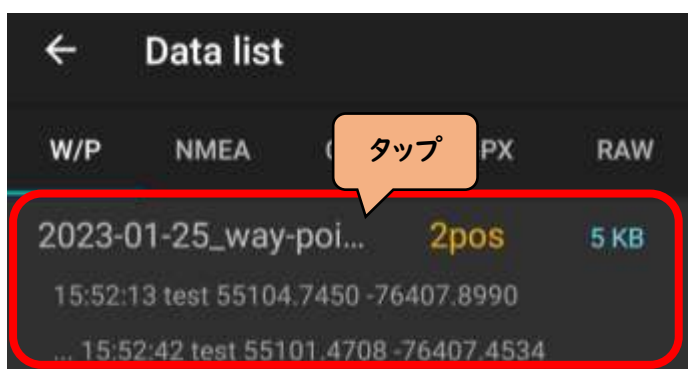 ← Data list
W/P NMEA PX RAW
タップ
2023-01-25_way-poi... 2pos 5 KB
15:52:13 test 55104.7450 -76407.8990
... 15:52:42 test 55101.4708 -76407.4534